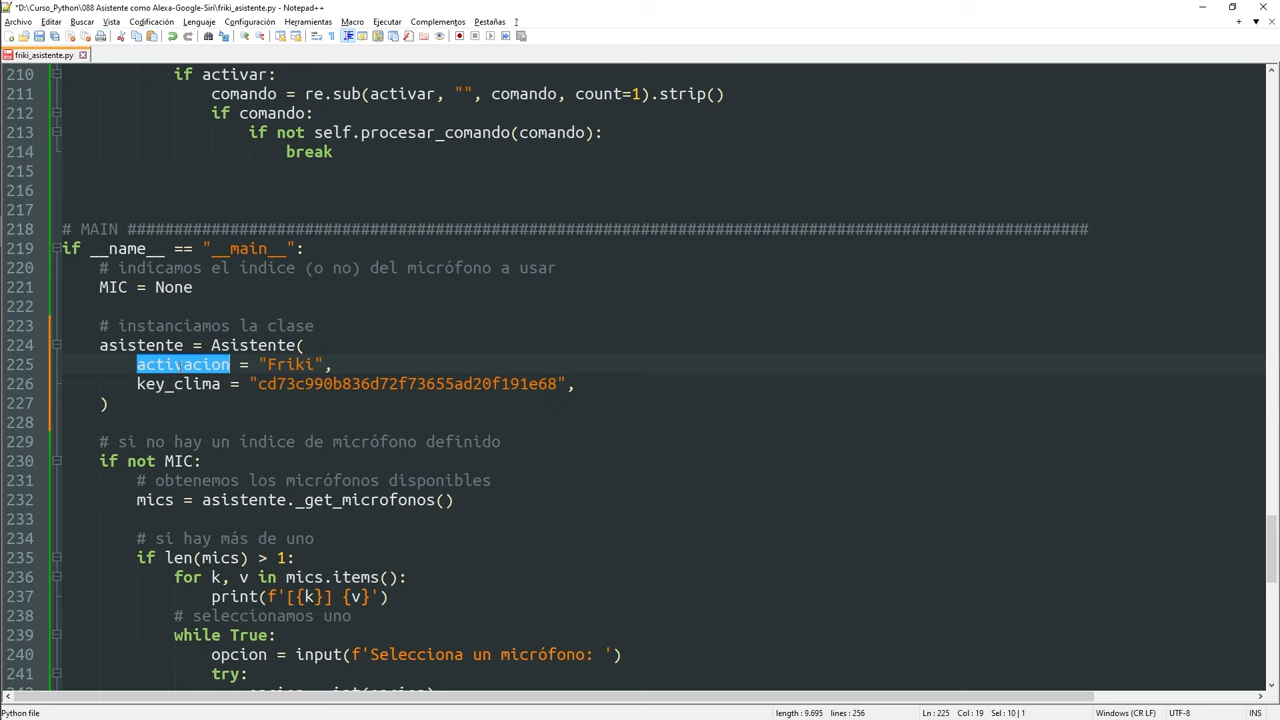 *D:\Curso_Python\088 Asistente como Alexa-Google-Siri\friki_asistente.py - Notepad++
Archivo Editar Buscar Vista Codificación Lenguaje Configuración Herramientas Macro Ejecutar Complementos Pestañas ?
friki_asistente.py
210 if activar:
211 comando = re.sub(activar, "", comando, count=1).strip()
212 if comando:
213 if not self.procesar_comando(comando):
214 break
215
216
217
218 # MAIN #######################################################################################################
219 if __name__ == "__main__":
220 # indicamos el índice (o no) del micrófono a usar
221 MIC = None
222
223 # instanciamos la clase
224 asistente = Asistente(
225 activacion = "Friki",
226 key_clima = "cd73c990b836d72f73655ad20f191e68",
227 )
228
229 # si no hay un índice de micrófono definido
230 if not MIC:
231 # obtenemos los micrófonos disponibles
232 mics = asistente._get_microfonos()
233
234 # si hay más de uno
235 if len(mics) > 1:
236 for k, v in mics.items():
237 print(f'[{k}] {v}')
238 # seleccionamos uno
239 while True:
240 opcion = input(f'Selecciona un micrófono: ')
241 try:
Python file length : 9.695 lines : 256 Ln : 225 Col : 19 Sel : 10 | 1 Windows (CR LF) UTF-8 INS